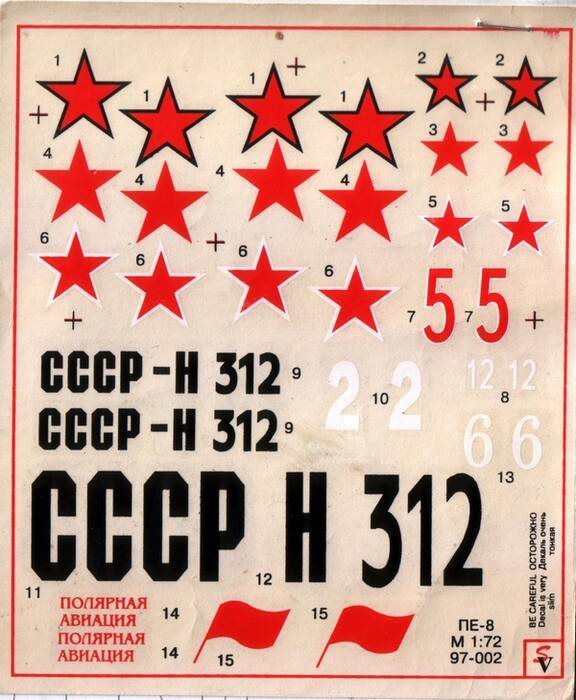 1
1
1
1
2
2
3
3
4
4
4
4
5
5
6
6
6
6
7 5 7 5
СССР-Н 312 9
СССР-Н 312 9
2 10 2
12 12
8
6 6
13
СССР Н 312
11
12
ПОЛЯРНАЯ
АВИАЦИЯ 14
ПОЛЯРНАЯ
АВИАЦИЯ 14
15
15
BE CAREFUL ОСТОРОЖНО
Decal is very Декаль очень
slim тонкая
ПЕ-8
М 1:72
97-002
SV